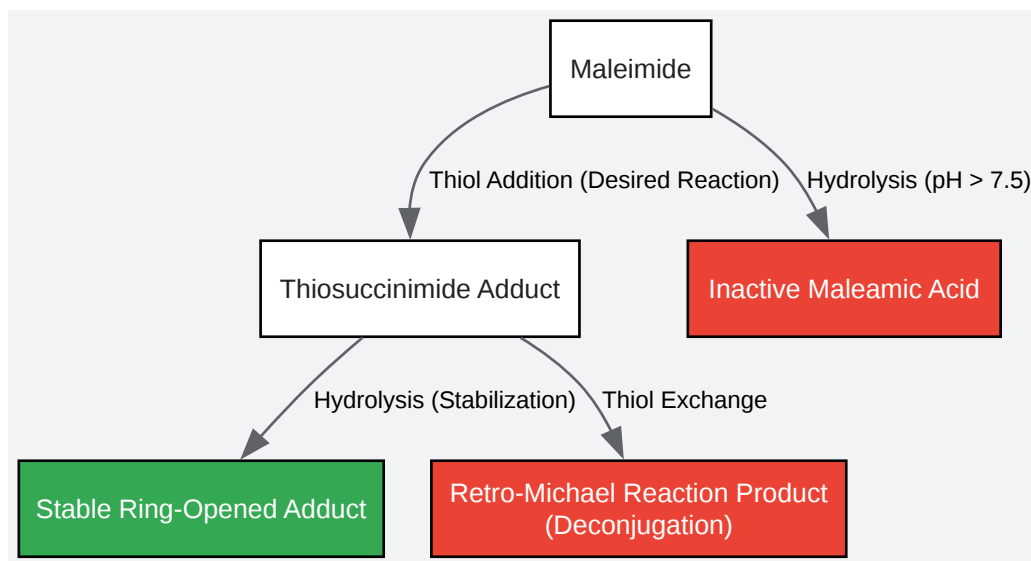 Maleimide
Thiol Addition (Desired Reaction)
Hydrolysis (pH > 7.5)
Thiosuccinimide Adduct
Inactive Maleamic Acid
Hydrolysis (Stabilization)
Thiol Exchange
Stable Ring-Opened Adduct
Retro-Michael Reaction Product
(Deconjugation)